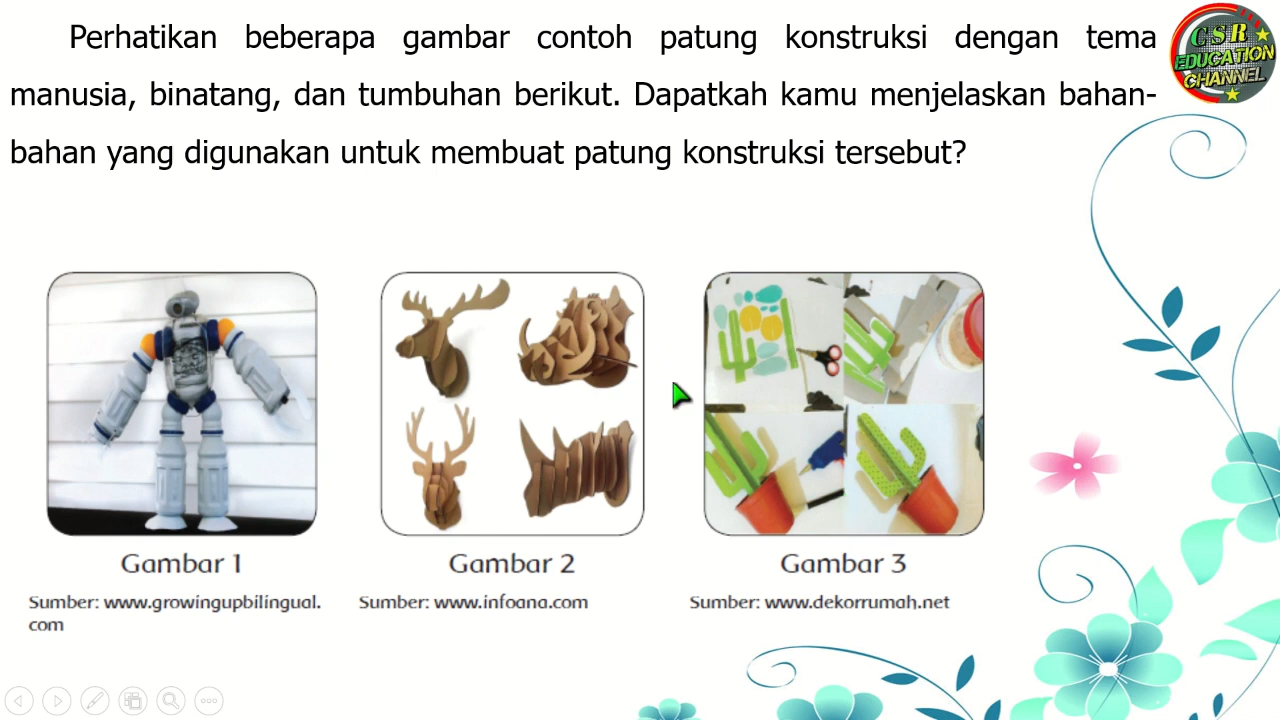 Perhatikan beberapa gambar contoh patung konstruksi dengan tema
manusia, binatang, dan tumbuhan berikut. Dapatkah kamu menjelaskan bahan-
bahan yang digunakan untuk membuat patung konstruksi tersebut?
CSR
EDUCATION
CHANNEL
Gambar 1
Gambar 2
Gambar 3
Sumber: www.growingupbilingual.
com
Sumber: www.infoana.com
Sumber: www.dekorrumah.net